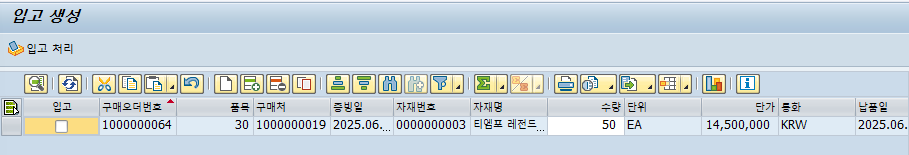 입고 생성
입고 처리
입고 구매오더번호 품목 구매처 증빙일 자재번호 자재명 수량 단위 단가 통화 납품일
1000000064 30 1000000019 2025.06.... 0000000003 티엠프 레전드... 50 EA 14,500,000 KRW 2025.06.